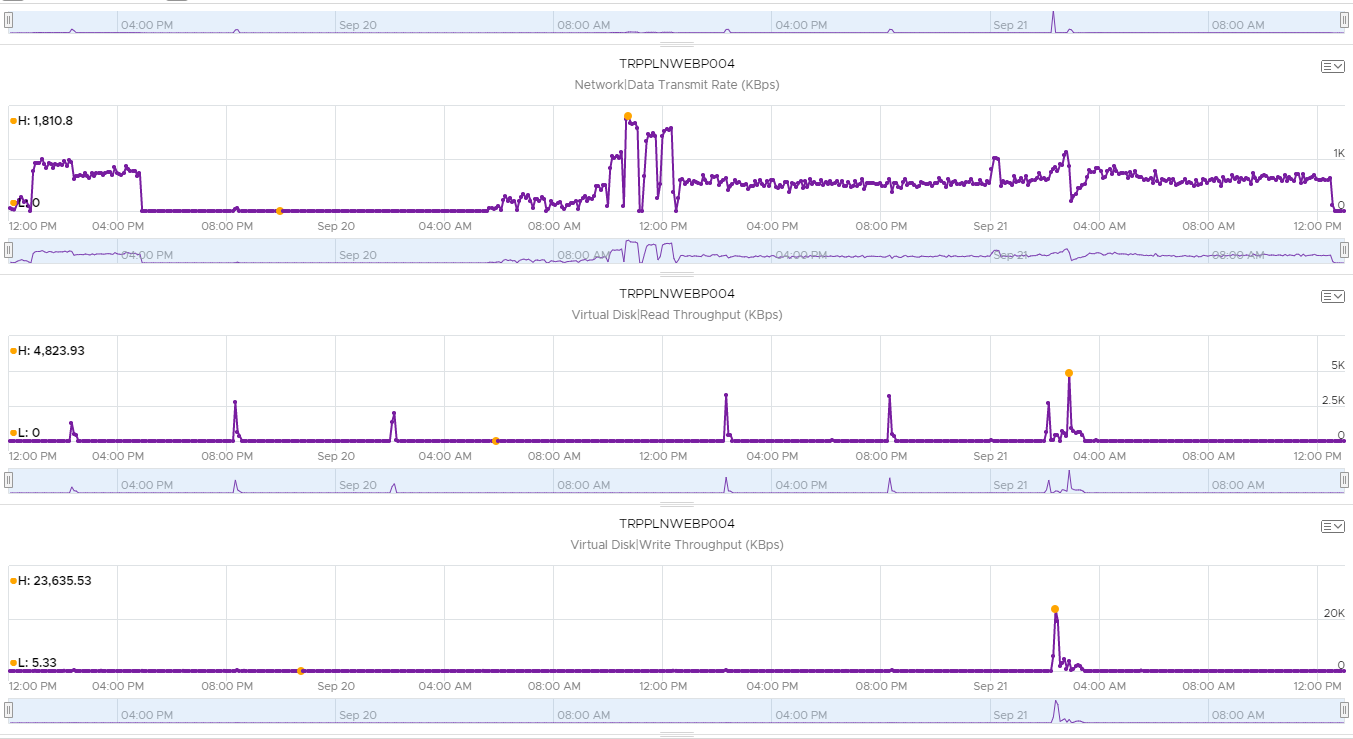 04:00 PM Sep 20 08:00 AM 04:00 PM Sep 21 08:00 AM
TRPPLNWEBP004
Network|Data Transmit Rate (KBps)
H: 1,810.8
1K
L: 0
0
12:00 PM 04:00 PM 08:00 PM Sep 20 04:00 AM 08:00 AM 12:00 PM 04:00 PM 08:00 PM Sep 21 04:00 AM 08:00 AM 12:00 PM
04:00 PM Sep 20 08:00 AM 04:00 PM Sep 21 08:00 AM
TRPPLNWEBP004
Virtual Disk|Read Throughput (KBps)
H: 4,823.93
5K
2.5K
L: 0
0
12:00 PM 04:00 PM 08:00 PM Sep 20 04:00 AM 08:00 AM 12:00 PM 04:00 PM 08:00 PM Sep 21 04:00 AM 08:00 AM 12:00 PM
04:00 PM Sep 20 08:00 AM 04:00 PM Sep 21 08:00 AM
TRPPLNWEBP004
Virtual Disk|Write Throughput (KBps)
H: 23,635.53
20K
L: 5.33
0
12:00 PM 04:00 PM 08:00 PM Sep 20 04:00 AM 08:00 AM 12:00 PM 04:00 PM 08:00 PM Sep 21 04:00 AM 08:00 AM 12:00 PM
04:00 PM Sep 20 08:00 AM 04:00 PM Sep 21 08:00 AM